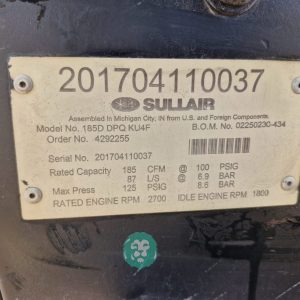 201704110037
SULLAIR
Assembled In Michigan City, IN from U.S. and Foreign Components.
Model No. 185D DPQ KU4F B.O.M. No. 02250230-434
Order No. 4292255
Serial No. 201704110037
Rated Capacity 185 CFM @ 100 PSIG
87 L/S @ 6.9 BAR
Max Press 125 PSIG
8.6 BAR
RATED ENGINE RPM 2700 IDLE ENGINE RPM 1800